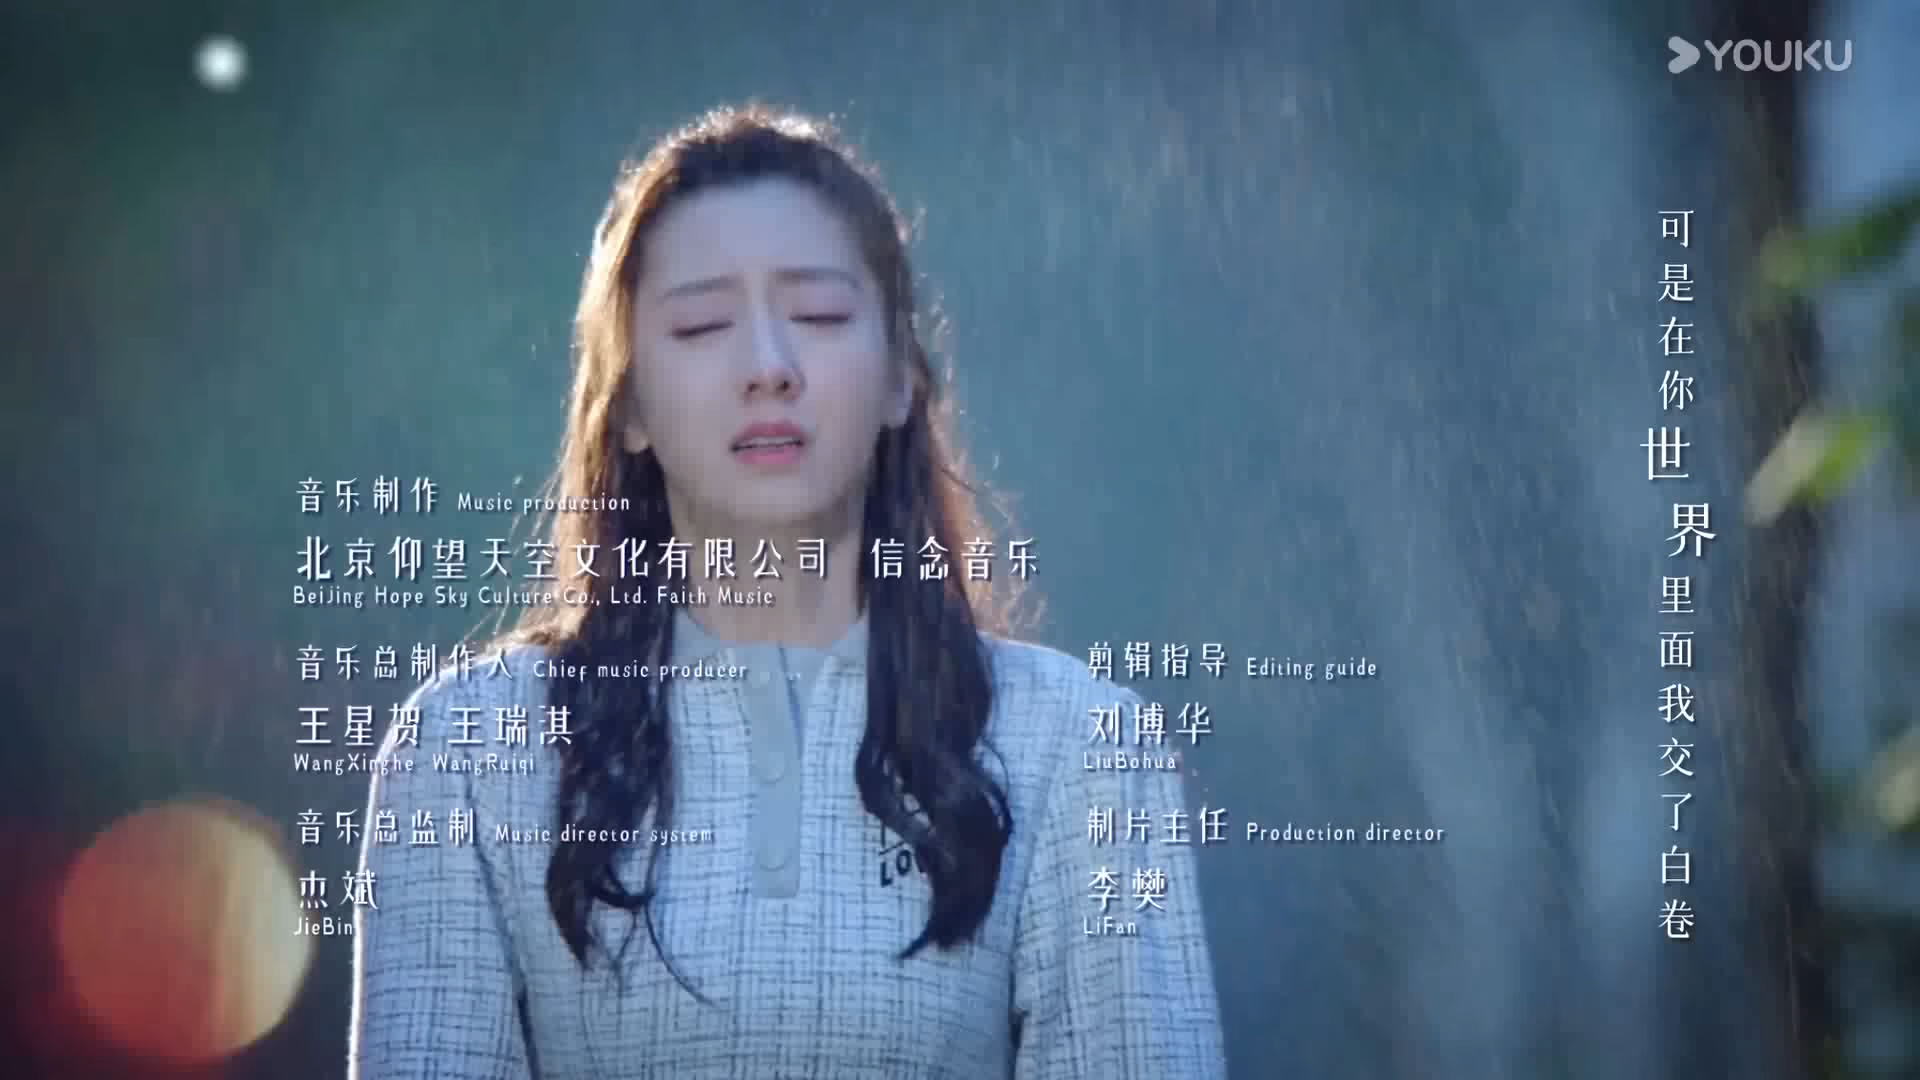 YOUKU
音乐制作 Music production
北京仰望天空文化有限公司 信念音乐
BeiJing Hope Sky Culture Co., Ltd. Faith Music
音乐总制作人 Chief music producer
王星贺 王瑞淇
WangXinghe WangRuiqi
音乐总监制 Music director system
杰斌
JieBin
剪辑指导 Editing guide
刘博华
LiuBohua
制片主任 Production director
李樊
LiFan
可是在你世界里面我交了白卷